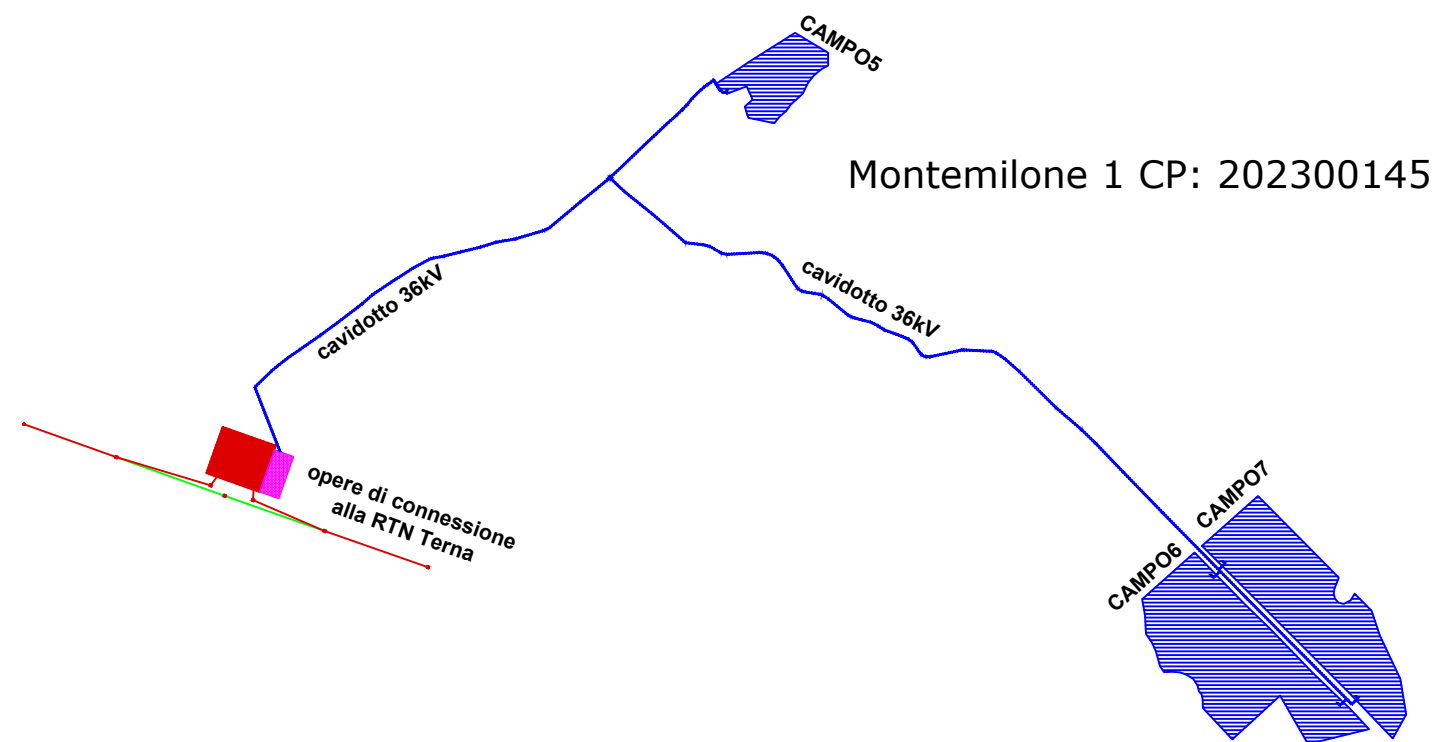 CAMPO5
Montemilone 1 CP: 202300145
cavidotto 36kV
cavidotto 36kV
opere di connessione
alla RTN Terna
CAMPO7
CAMPO6